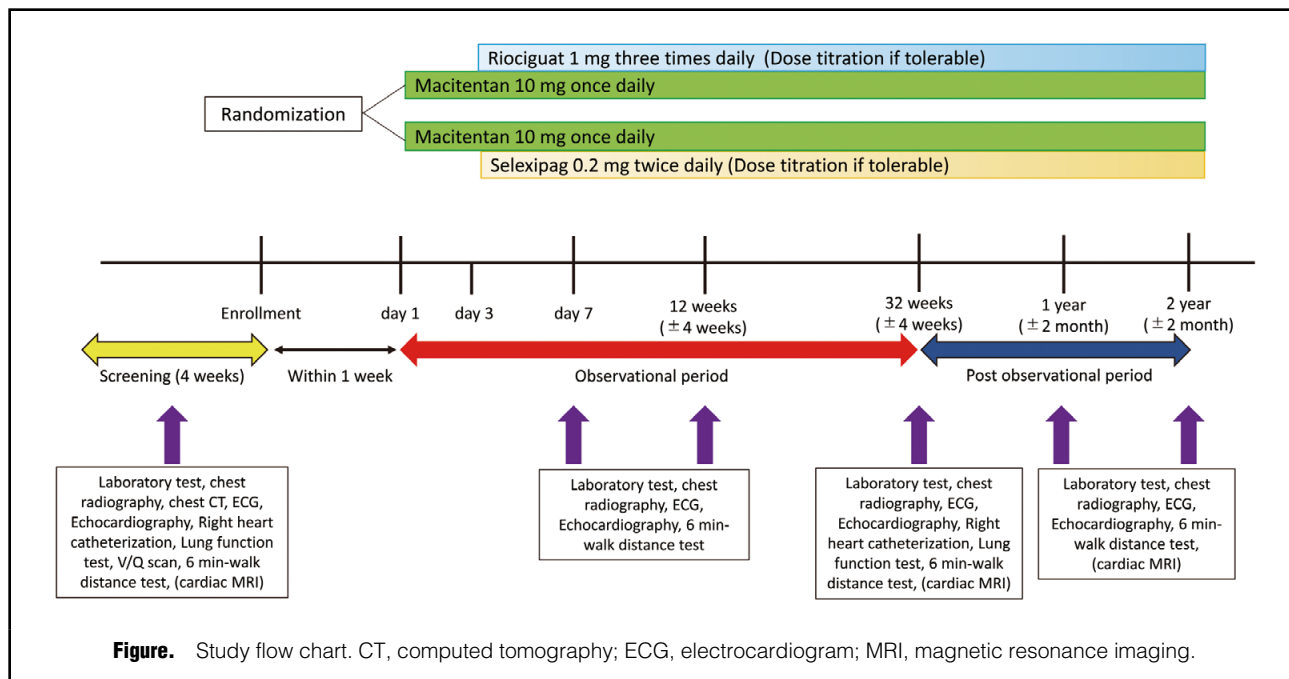 Riociguat 1 mg three times daily (Dose titration if tolerable)
Macitentan 10 mg once daily
Randomization
Macitentan 10 mg once daily
Selexipag 0.2 mg twice daily (Dose titration if tolerable)
Enrollment
day 1
day 3
day 7
12 weeks
(±4 weeks)
32 weeks
(±4 weeks)
1 year
(±2 month)
2 year
(±2 month)
Screening (4 weeks)
Within 1 week
Observational period
Post observational period
Laboratory test, chest
radiography, chest CT, ECG,
Echocardiography, Right heart
catheterization, Lung function
test, V/Q scan, 6 min-walk
distance test, (cardiac MRI)
Laboratory test, chest
radiography, ECG,
Echocardiography, 6 min-
walk distance test
Laboratory test, chest
radiography, ECG,
Echocardiography, Right
heart catheterization, Lung
function test, 6 min-walk
distance test, (cardiac MRI)
Laboratory test, chest
radiography, ECG,
Echocardiography, 6 min-
walk distance test,
(cardiac MRI)
Figure. Study flow chart. CT, computed tomography; ECG, electrocardiogram; MRI, magnetic resonance imaging.